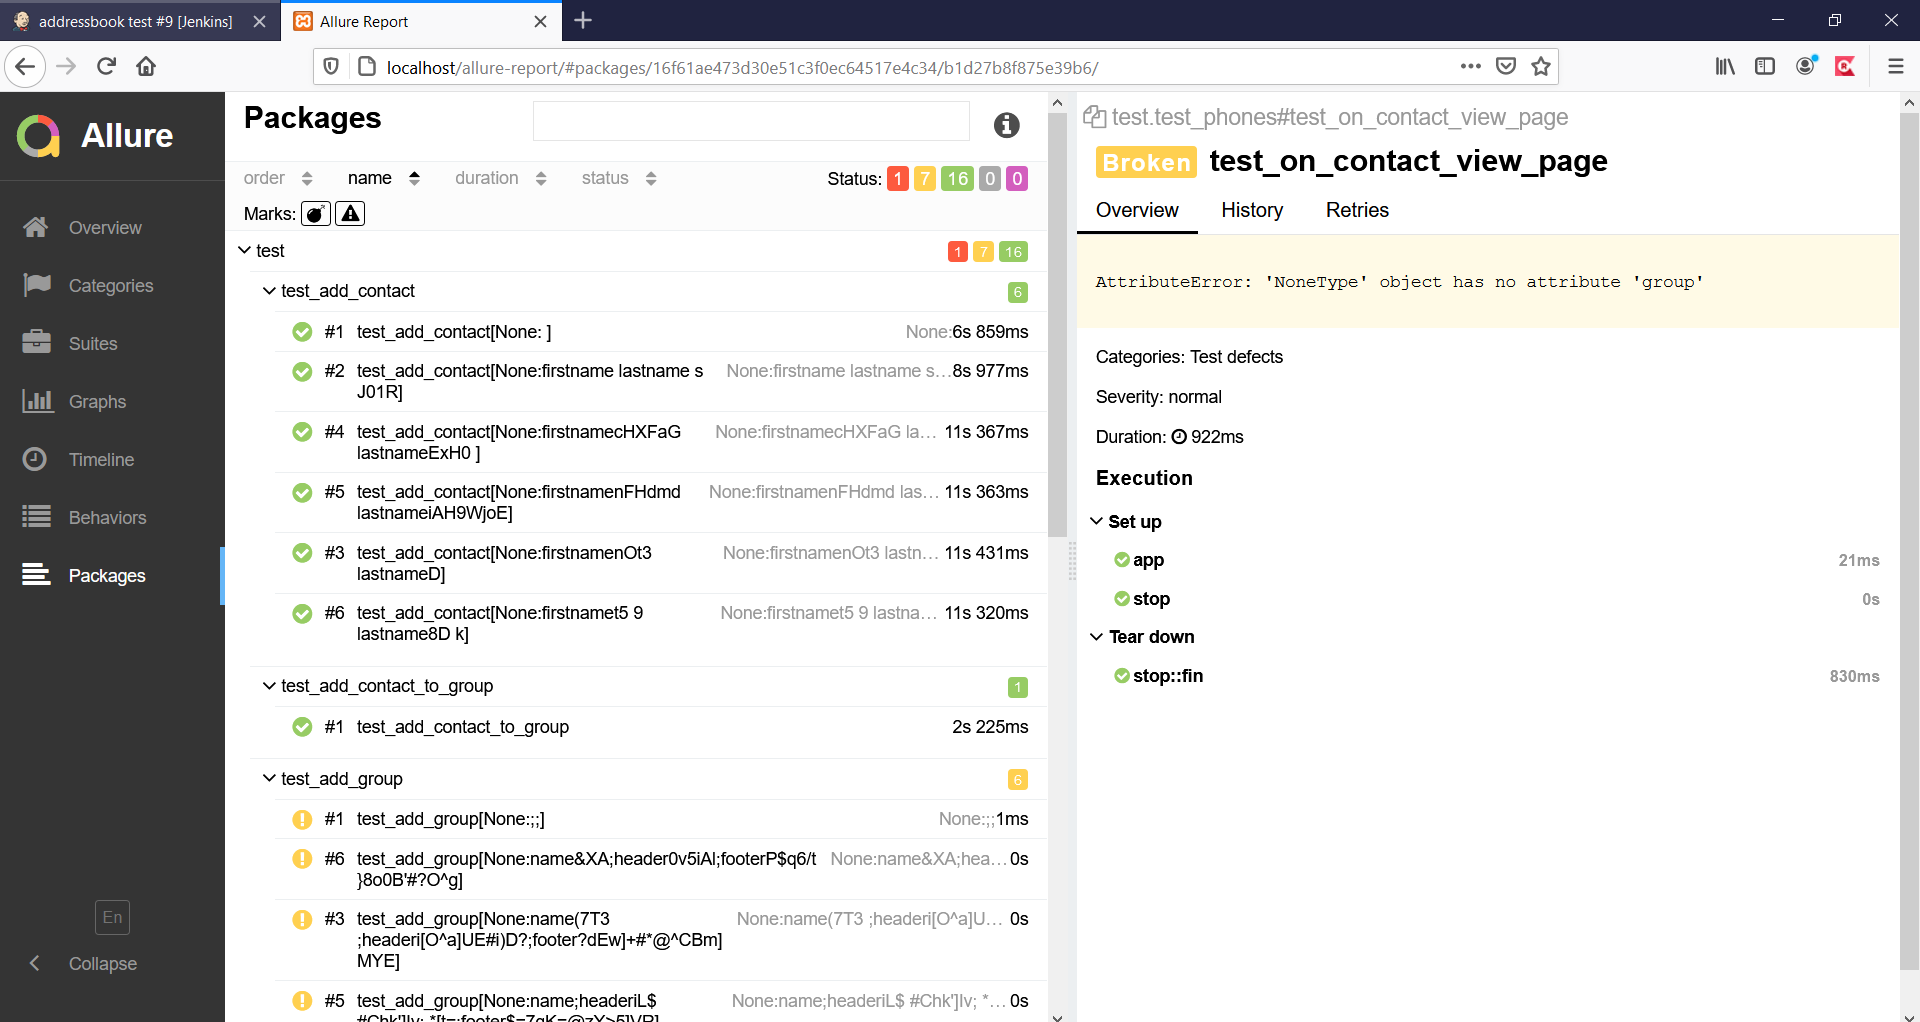 addressbook test #9 [Jenkins]
Allure Report
localhost/allure-report/#packages/16f61ae473d30e51c3f0ec64517e4c34/b1d27b8f875e39b6/
Allure
Overview
Categories
Suites
Graphs
Timeline
Behaviors
Packages
En
Collapse
Packages
order name duration status Status: 1 7 16 0 0
Marks:
test 1 7 16
test_add_contact 6
#1 test_add_contact[None: ] None: 6s 859ms
#2 test_add_contact[None:firstname lastname s None:firstname lastname s... 8s 977ms
J01R]
#4 test_add_contact[None:firstnamecHXFaG None:firstnamecHXFaG la... 11s 367ms
lastnameExH0 ]
#5 test_add_contact[None:firstnamenFHdmd None:firstnamenFHdmd las... 11s 363ms
lastnameiAH9WjoE]
#3 test_add_contact[None:firstnamenOt3 None:firstnamenOt3 lastn... 11s 431ms
lastnameD]
#6 test_add_contact[None:firstnamet5 9 None:firstnamet5 9 lastna... 11s 320ms
lastname8D k]
test_add_contact_to_group 1
#1 test_add_contact_to_group 2s 225ms
test_add_group 6
#1 test_add_group[None:;;] None:;; 1ms
#6 test_add_group[None:name&XA;header0v5iAl;footerP$q6/t None:name&XA;hea... 0s
}8o0B'#?O^g]
#3 test_add_group[None:name(7T3 None:name(7T3 ;headeri[O^a]U... 0s
;headeri[O^a]UE#i)D?;footer?dEw]+#*@^CBm]
MYE]
#5 test_add_group[None:name;headeriL$ None:name;headeriL$ #Chk']Iv; *... 0s
test.test_phones#test_on_contact_view_page
Broken test_on_contact_view_page
Overview History Retries
AttributeError: 'NoneType' object has no attribute 'group'
Categories: Test defects
Severity: normal
Duration: 922ms
Execution
Set up
app 21ms
stop 0s
Tear down
stop::fin 830ms